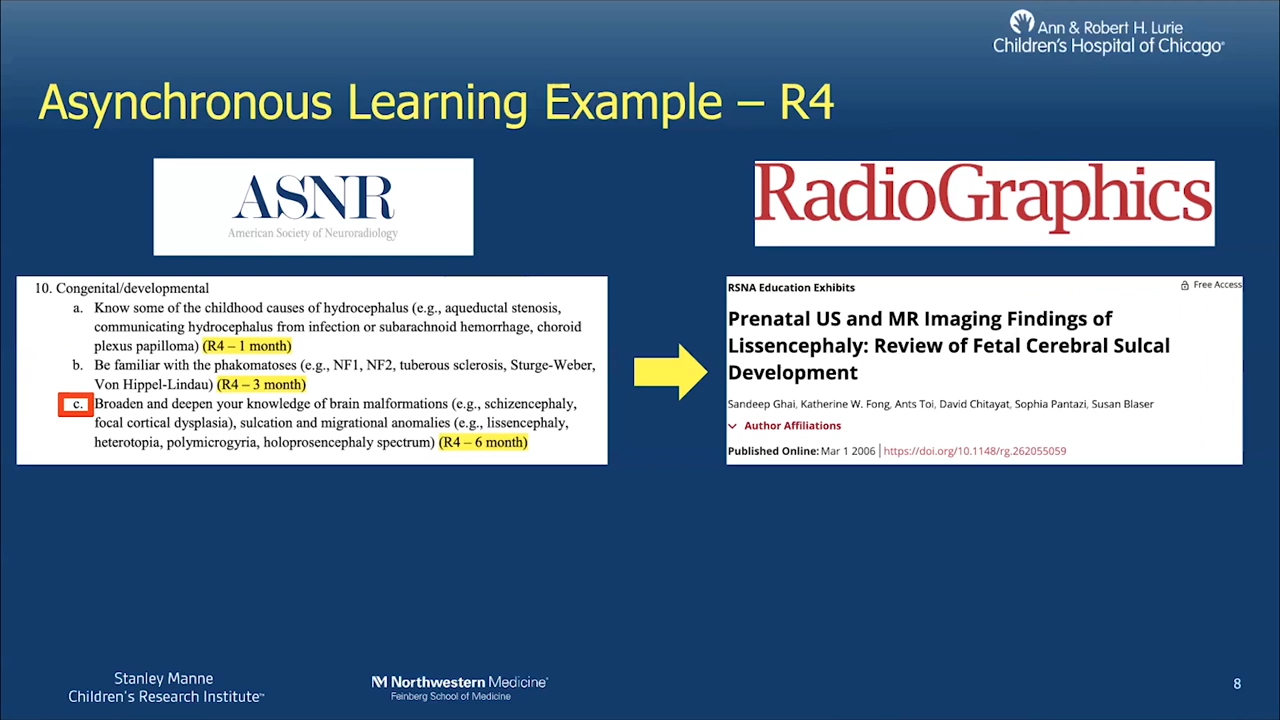 Ann & Robert H. Lurie
Children's Hospital of Chicago®
Asynchronous Learning Example – R4
ASNR
American Society of Neuroradiology
10. Congenital/developmental
a. Know some of the childhood causes of hydrocephalus (e.g., aqueductal stenosis,
communicating hydrocephalus from infection or subarachnoid hemorrhage, choroid
plexus papilloma) (R4 – 1 month)
b. Be familiar with the phakomatoses (e.g., NF1, NF2, tuberous sclerosis, Sturge-Weber,
Von Hippel-Lindau) (R4 – 3 month)
c. Broaden and deepen your knowledge of brain malformations (e.g., schizencephaly,
focal cortical dysplasia), sulcation and migrational anomalies (e.g., lissencephaly,
heterotopia, polymicrogyria, holoprosencephaly spectrum) (R4 – 6 month)
RadioGraphics
RSNA Education Exhibits
Free Access
Prenatal US and MR Imaging Findings of
Lissencephaly: Review of Fetal Cerebral Sulcal
Development
Sandeep Ghai, Katherine W. Fong, Ants Toi, David Chitayat, Sophia Pantazi, Susan Blaser
Author Affiliations
Published Online: Mar 1 2006 | https://doi.org/10.1148/rg.262055059
Stanley Manne
Children's Research Institute™
Northwestern Medicine®
Feinberg School of Medicine
8